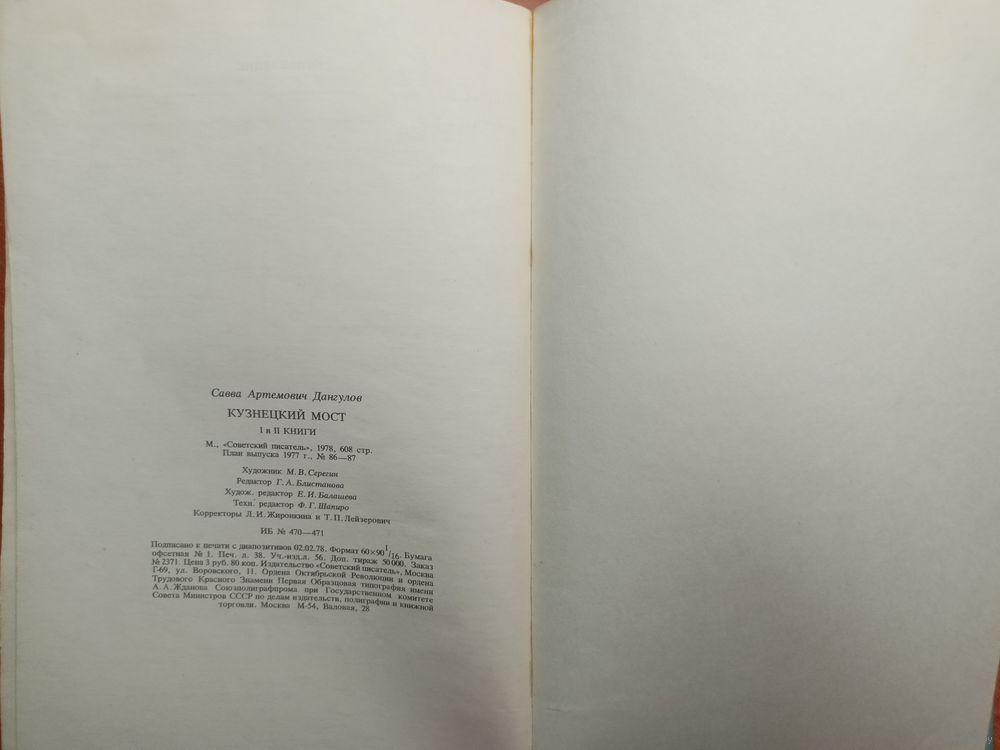 Савва Артемович Дангулов
КУЗНЕЦКИЙ МОСТ
I и II КНИГИ
М., «Советский писатель», 1978, 608 стр.
План выпуска 1977 г., № 86—87
Художник М. В. Серегин
Редактор Г. А. Блистанова
Худож. редактор Е. И. Балашева
Техн. редактор Ф. Г. Шапиро
Корректоры Л. И. Жиронкина и Т. П. Лейзерович
ИБ № 470—471
Подписано к печати с диапозитивов 02.02.78. Формат 60×90 1/16. Бумага
офсетная № 1. Печ. л. 38. Уч.-изд.л. 56. Доп. тираж 50 000. Заказ
№ 2371. Цена 3 руб. 80 коп. Издательство «Советский писатель», Москва
Г-69, ул. Воровского, 11. Ордена Октябрьской Революции и ордена
Трудового Красного Знамени Первая Образцовая типография имени
А. А. Жданова Союзполиграфпрома при Государственном комитете
Совета Министров СССР по делам издательств, полиграфии и книжной
торговли. Москва М-54, Валовая, 28